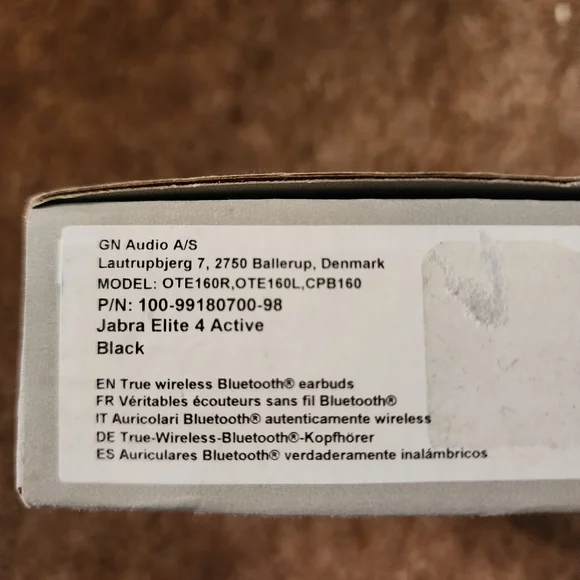 GN Audio A/S
Lautrupbjerg 7, 2750 Ballerup, Denmark
MODEL: OTE160R,OTE160L,CPB160
P/N: 100-99180700-98
Jabra Elite 4 Active
Black
EN True wireless Bluetooth® earbuds
FR Véritables écouteurs sans fil Bluetooth®
IT Auricolari Bluetooth® autenticamente wireless
DE True-Wireless-Bluetooth®-Kopfhörer
ES Auriculares Bluetooth® verdaderamente inalámbricos